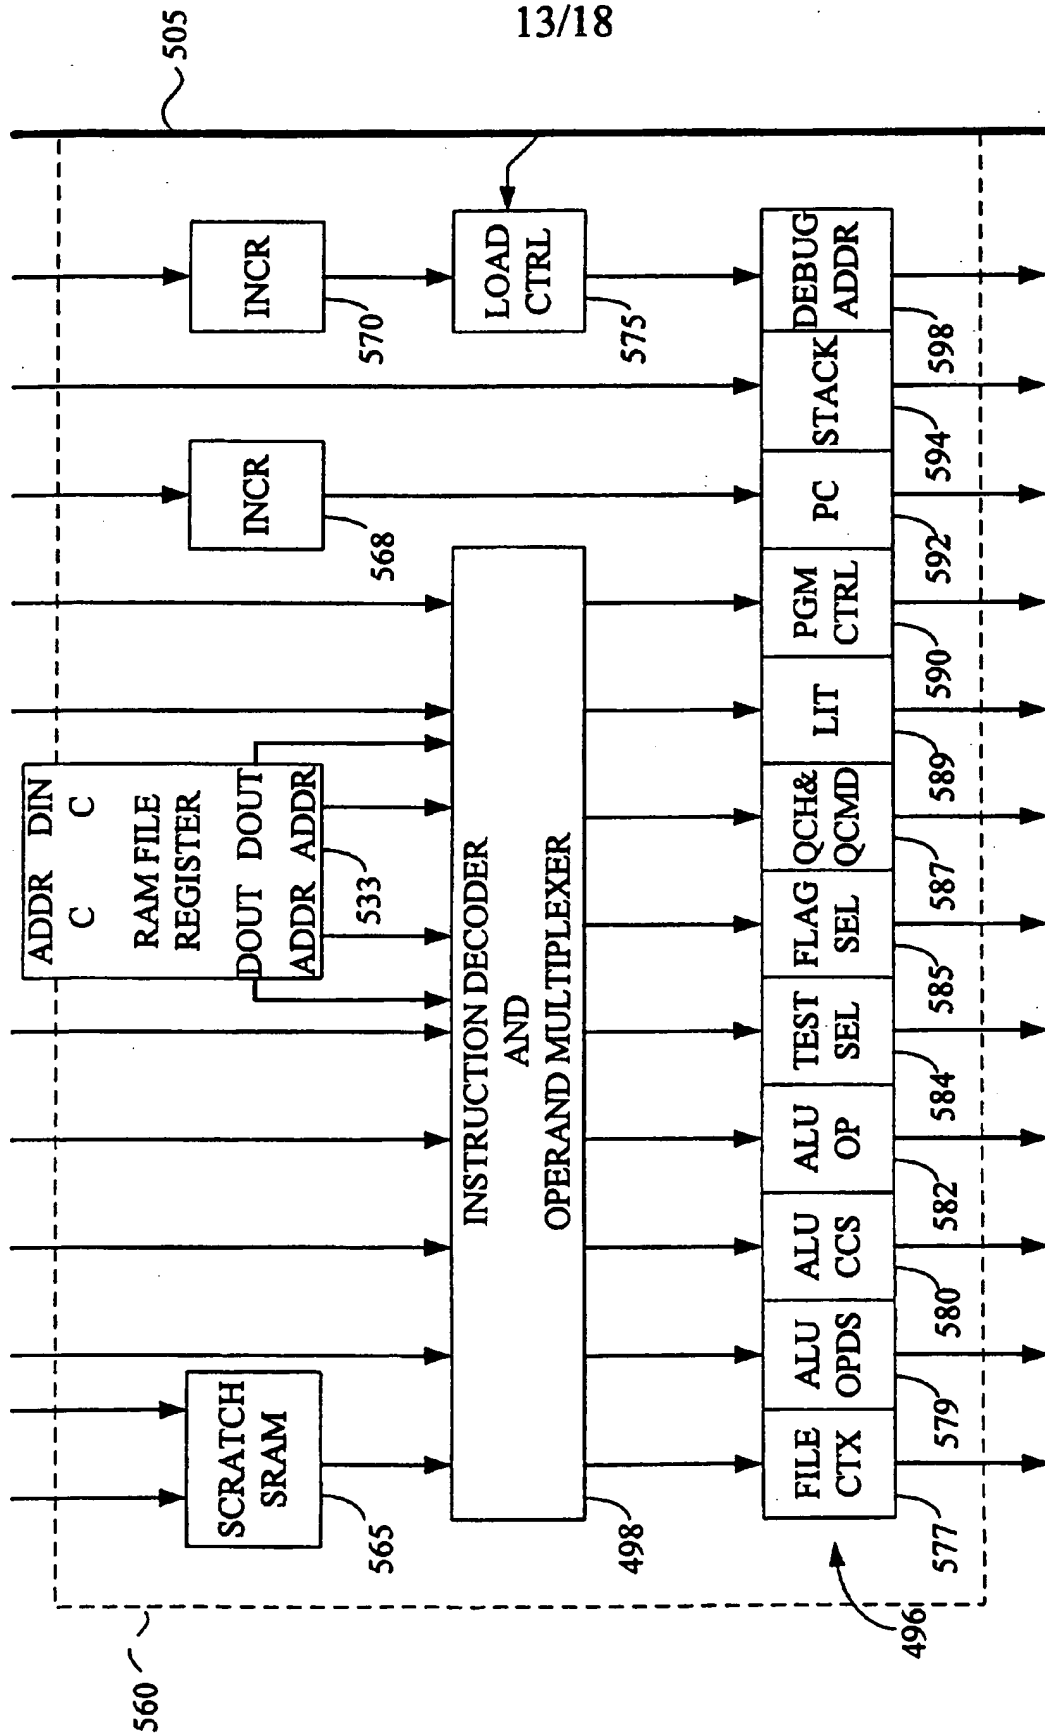 13/18
505
560
ADDR DIN
C C
RAM FILE
REGISTER
DOUT DOUT
ADDR ADDR
533
SCRATCH
SRAM
565
INCR
568
INCR
570
LOAD
CTRL
575
INSTRUCTION DECODER
AND
OPERAND MULTIPLEXER
498
496
FILE
CTX
577
ALU
OPDS
579
ALU
CCS
580
ALU
OP
582
TEST
SEL
584
FLAG
SEL
585
QCH&
QCMD
587
LIT
589
PGM
CTRL
590
PC
592
STACK
594
DEBUG
ADDR
598